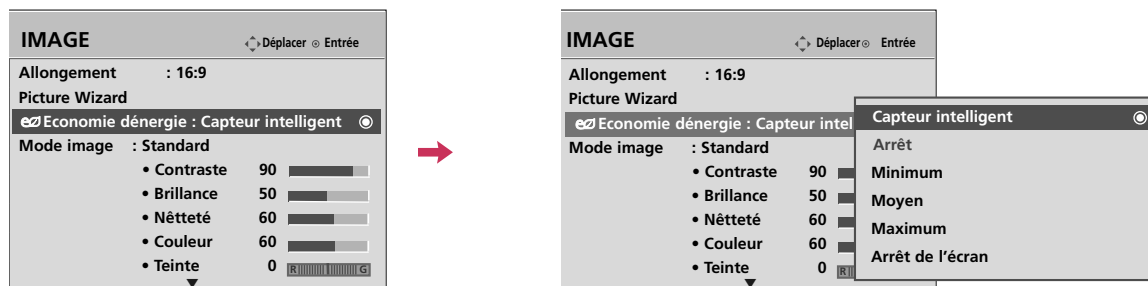 IMAGE
Déplacer Entrée
Allongement : 16:9
Picture Wizard
Economie dénergie : Capteur intelligent
Mode image : Standard
• Contraste 90
• Brillance 50
• Nêtteté 60
• Couleur 60
• Teinte 0 R G
IMAGE
Déplacer Entrée
Allongement : 16:9
Picture Wizard
Economie dénergie : Capteur intel
Mode image : Standard
• Contraste 90
• Brillance 50
• Nêtteté 60
• Couleur 60
• Teinte 0 R
Capteur intelligent
Arrêt
Minimum
Moyen
Maximum
Arrêt de l'écran